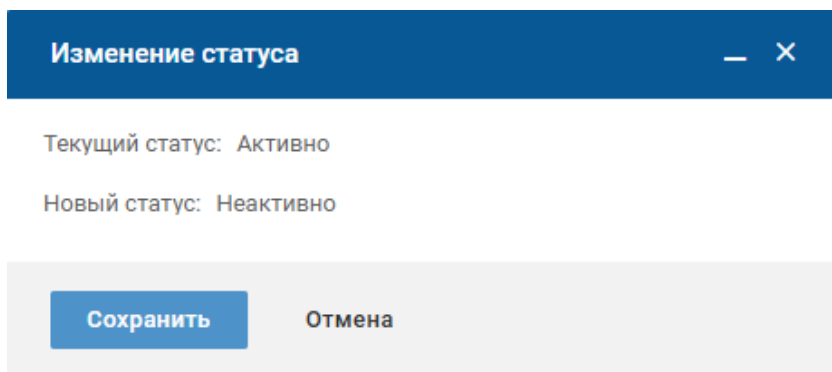 Изменение статуса
Текущий статус: Активно
Новый статус: Неактивно
Сохранить Отмена